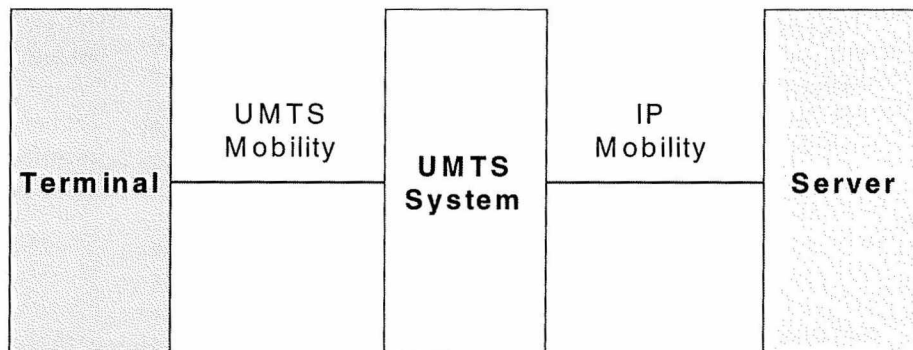 UMTS
Mobility
IP
Mobility
Terminal
UMTS
System
Server